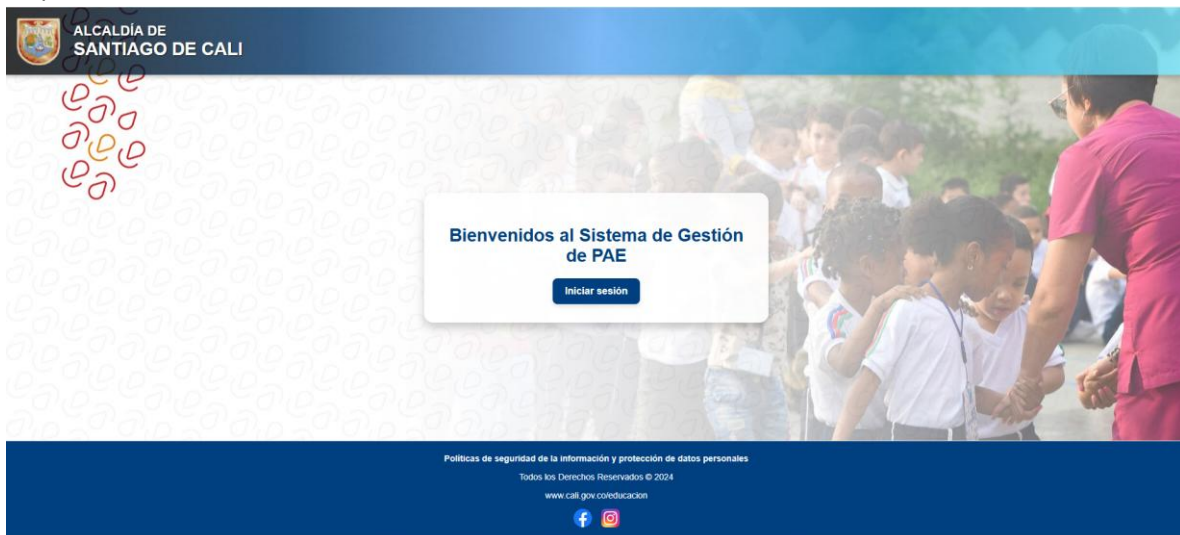 ALCALDÍA DE
SANTIAGO DE CALI
Bienvenidos al Sistema de Gestión
de PAE
Iniciar sesión
Políticas de seguridad de la información y protección de datos personales
Todos los Derechos Reservados © 2024
www.cali.gov.co/educacion